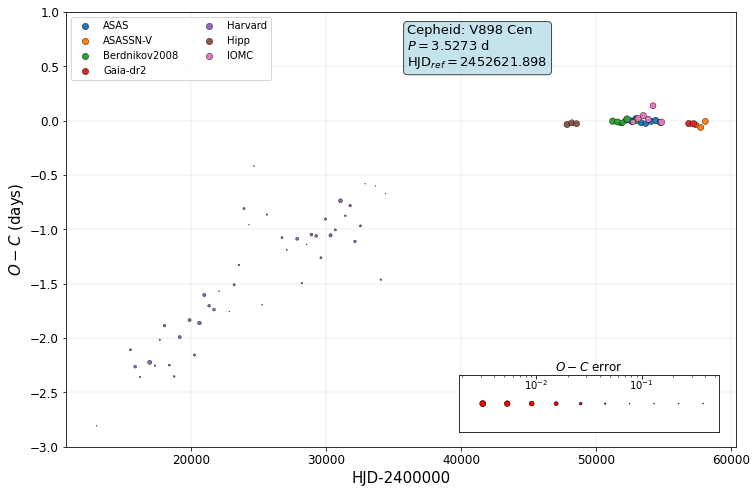 ASAS
ASASSN-V
Berdnikov2008
Gaia-dr2
Harvard
Hipp
IOMC
Cepheid: V898 Cen
P = 3.5273 d
HJD_ref = 2452621.898
1.0
0.5
0.0
−0.5
−1.0
−1.5
−2.0
−2.5
−3.0
O − C (days)
O − C error
10^−2
10^−1
20000
30000
40000
50000
60000
HJD-2400000